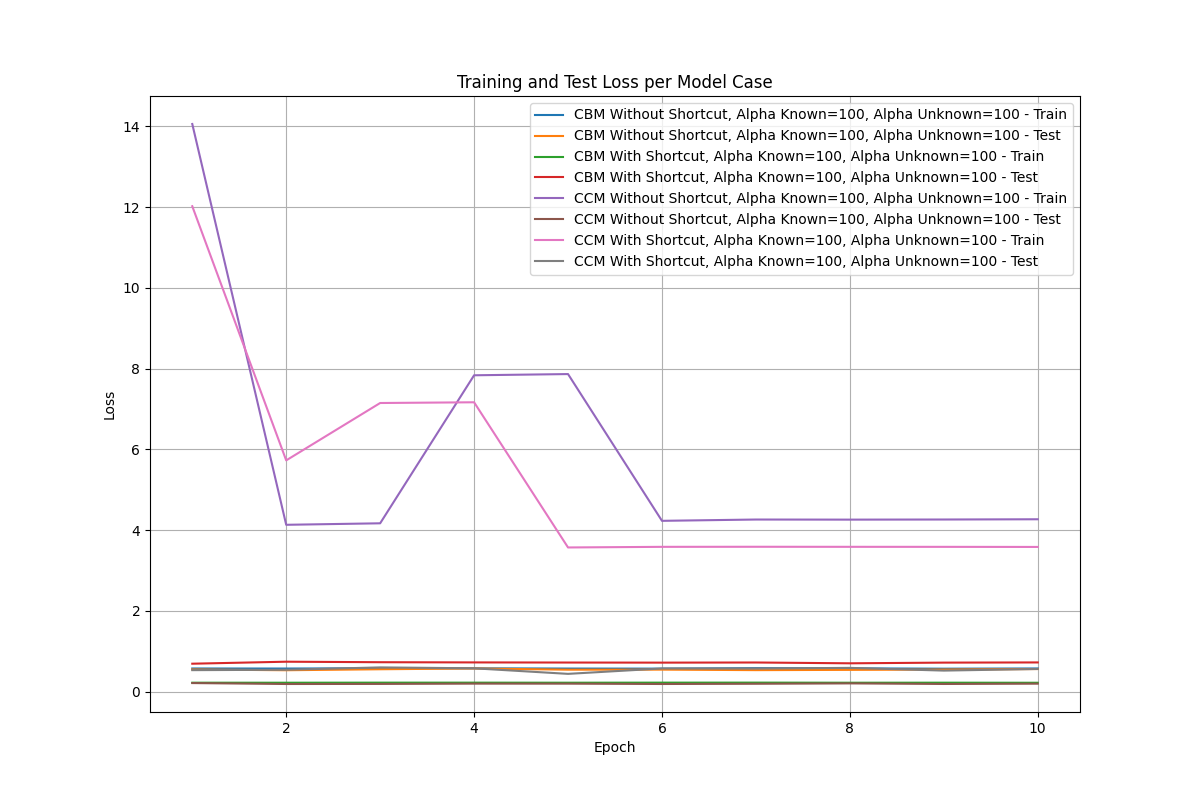 Training and Test Loss per Model Case
CBM Without Shortcut, Alpha Known=100, Alpha Unknown=100 - Train
CBM Without Shortcut, Alpha Known=100, Alpha Unknown=100 - Test
CBM With Shortcut, Alpha Known=100, Alpha Unknown=100 - Train
CBM With Shortcut, Alpha Known=100, Alpha Unknown=100 - Test
CCM Without Shortcut, Alpha Known=100, Alpha Unknown=100 - Train
CCM Without Shortcut, Alpha Known=100, Alpha Unknown=100 - Test
CCM With Shortcut, Alpha Known=100, Alpha Unknown=100 - Train
CCM With Shortcut, Alpha Known=100, Alpha Unknown=100 - Test
14
12
10
8
6
4
2
0
Loss
2 4 6 8 10
Epoch